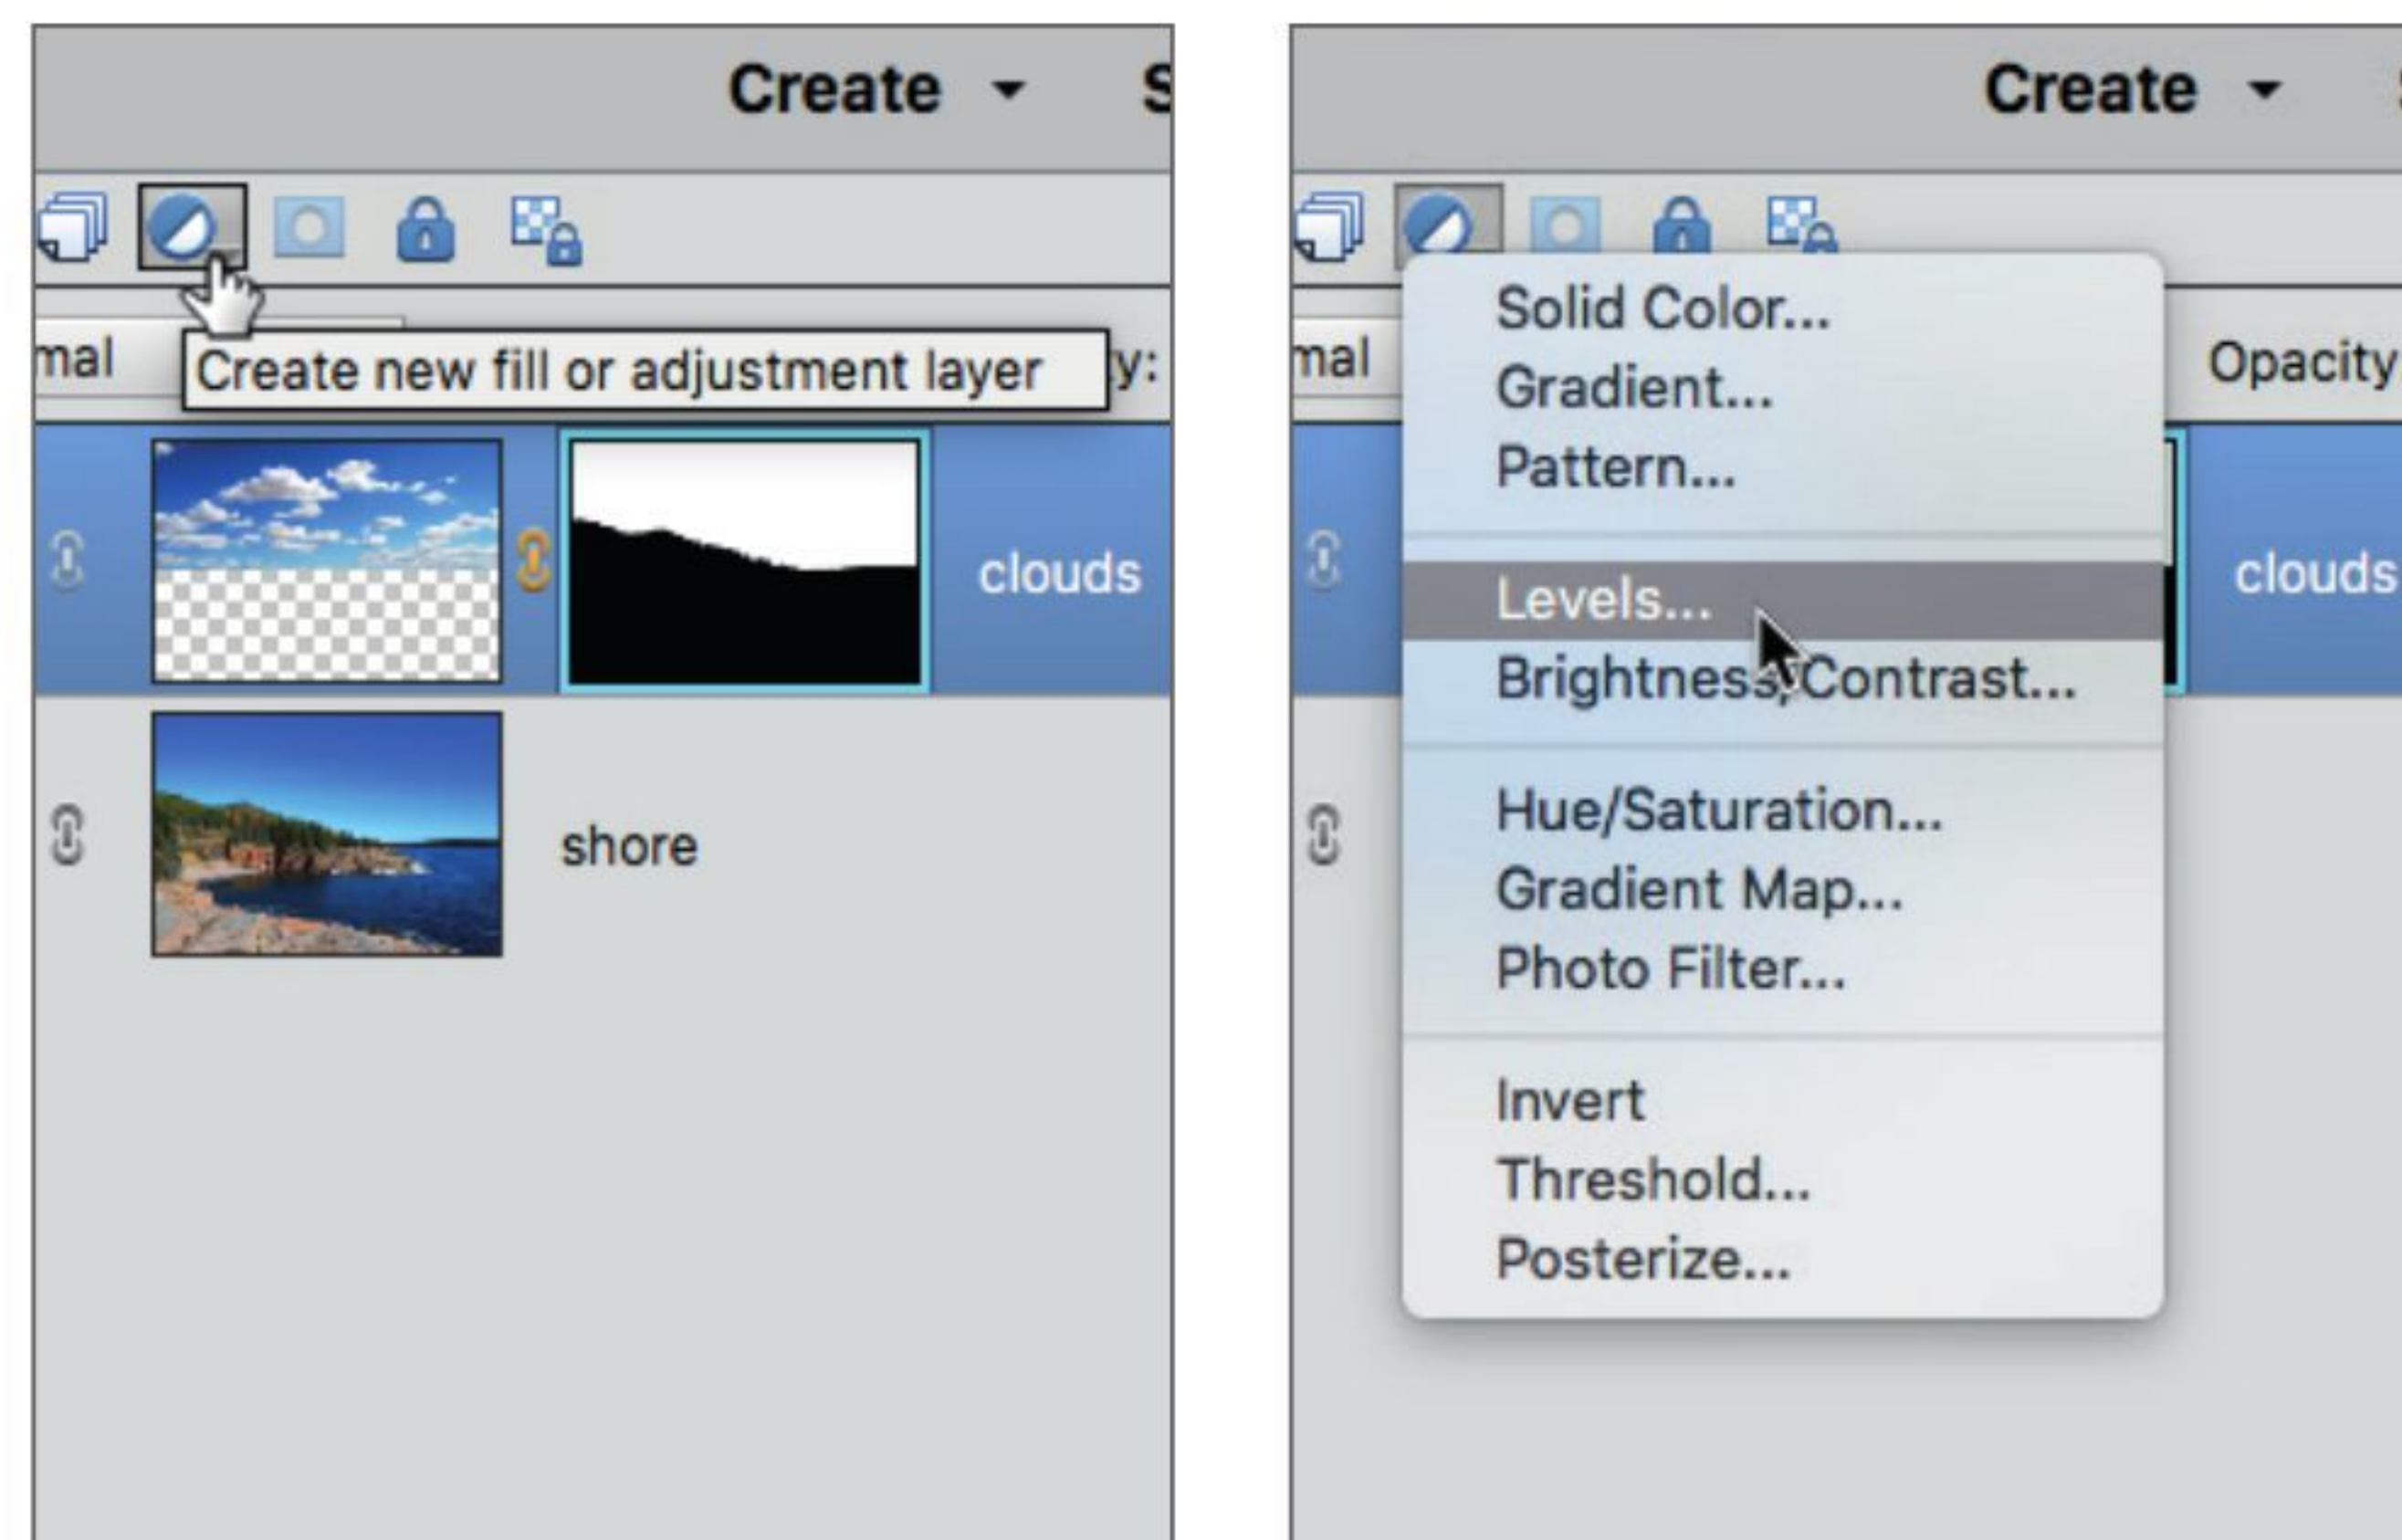 Create
S
Create new fill or adjustment layer
mal
y:
clouds
shore
Create
Solid Color...
Gradient...
Pattern...
Levels...
Brightness/Contrast...
Hue/Saturation...
Gradient Map...
Photo Filter...
Invert
Threshold...
Posterize...
mal
Opacity
clouds